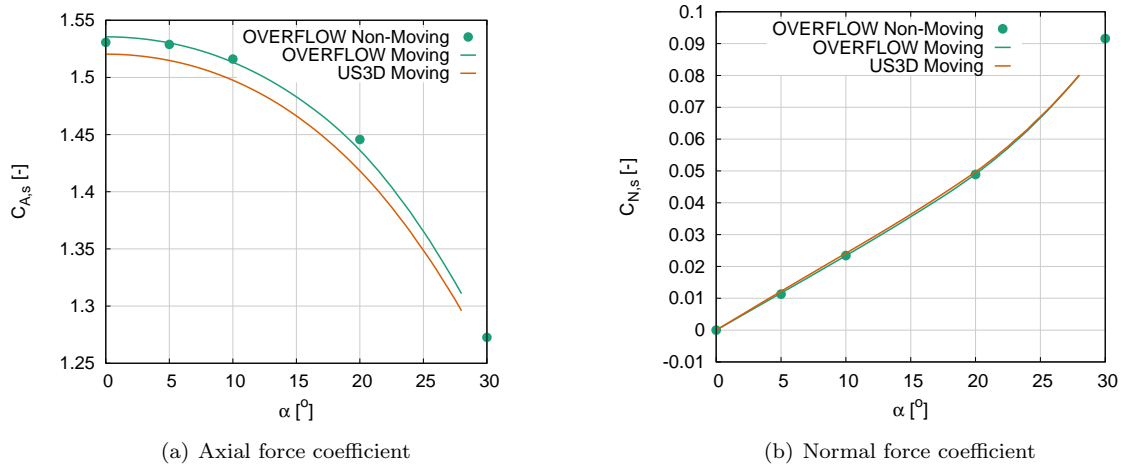 1.55
1.5
1.45
1.4
1.35
1.3
1.25
0 5 10 15 20 25 30
C_A,s [-]
α [°]
OVERFLOW Non-Moving
OVERFLOW Moving
US3D Moving
(a) Axial force coefficient
0.1
0.09
0.08
0.07
0.06
0.05
0.04
0.03
0.02
0.01
0
-0.01
0 5 10 15 20 25 30
C_N,s [-]
α [°]
OVERFLOW Non-Moving
OVERFLOW Moving
US3D Moving
(b) Normal force coefficient